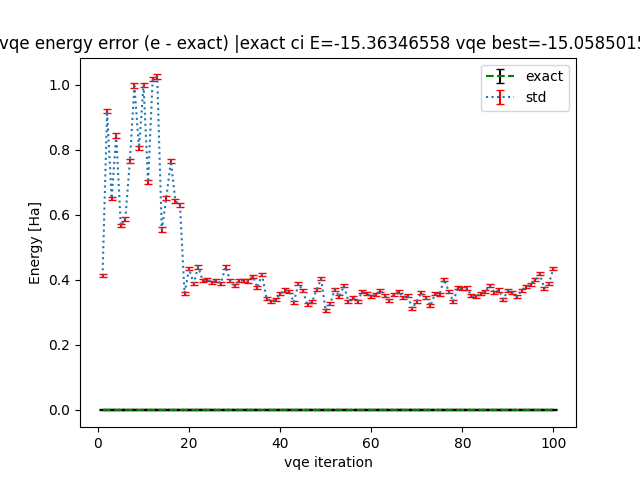 vqe energy error (e - exact) |exact ci E=-15.36346558 vqe best=-15.0585015
exact
std
1.0
0.8
0.6
0.4
0.2
0.0
Energy [Ha]
0
20
40
60
80
100
vqe iteration